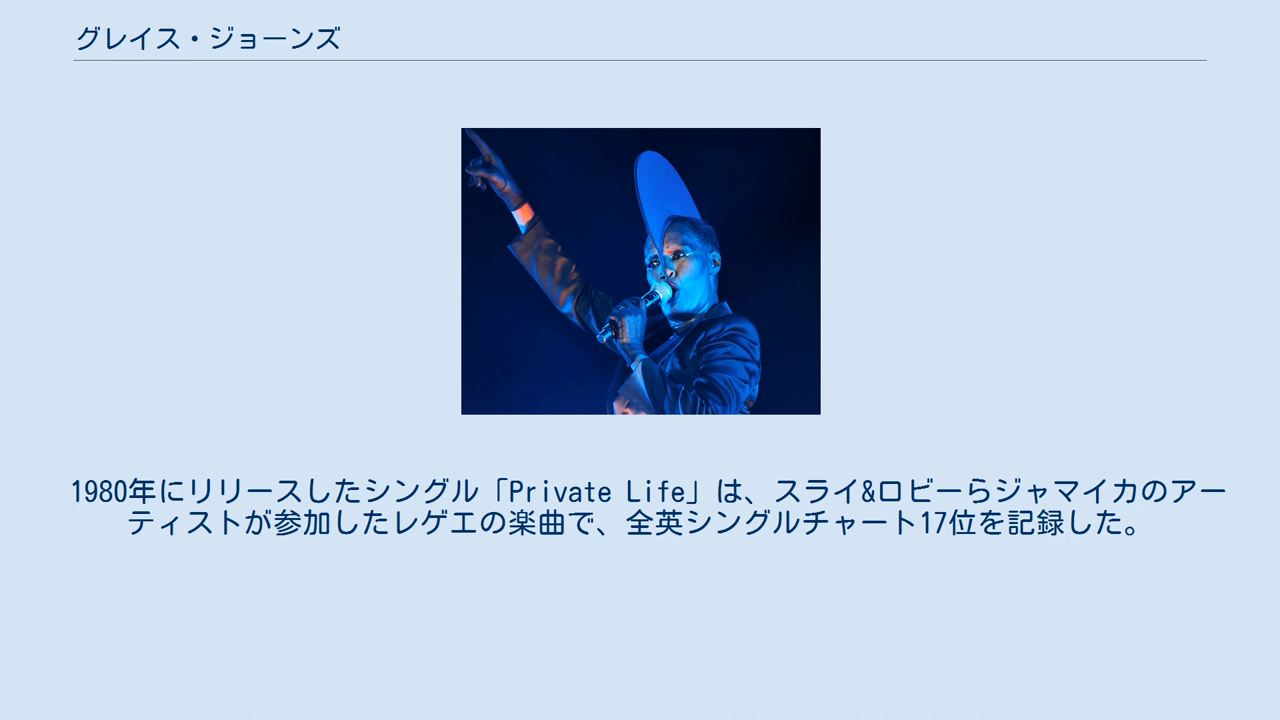 グレイス・ジョーンズ
1980年にリリースしたシングル「Private Life」は、スライ&ロビーらジャマイカのアー
ティストが参加したレゲエの楽曲で、全英シングルチャート17位を記録した。